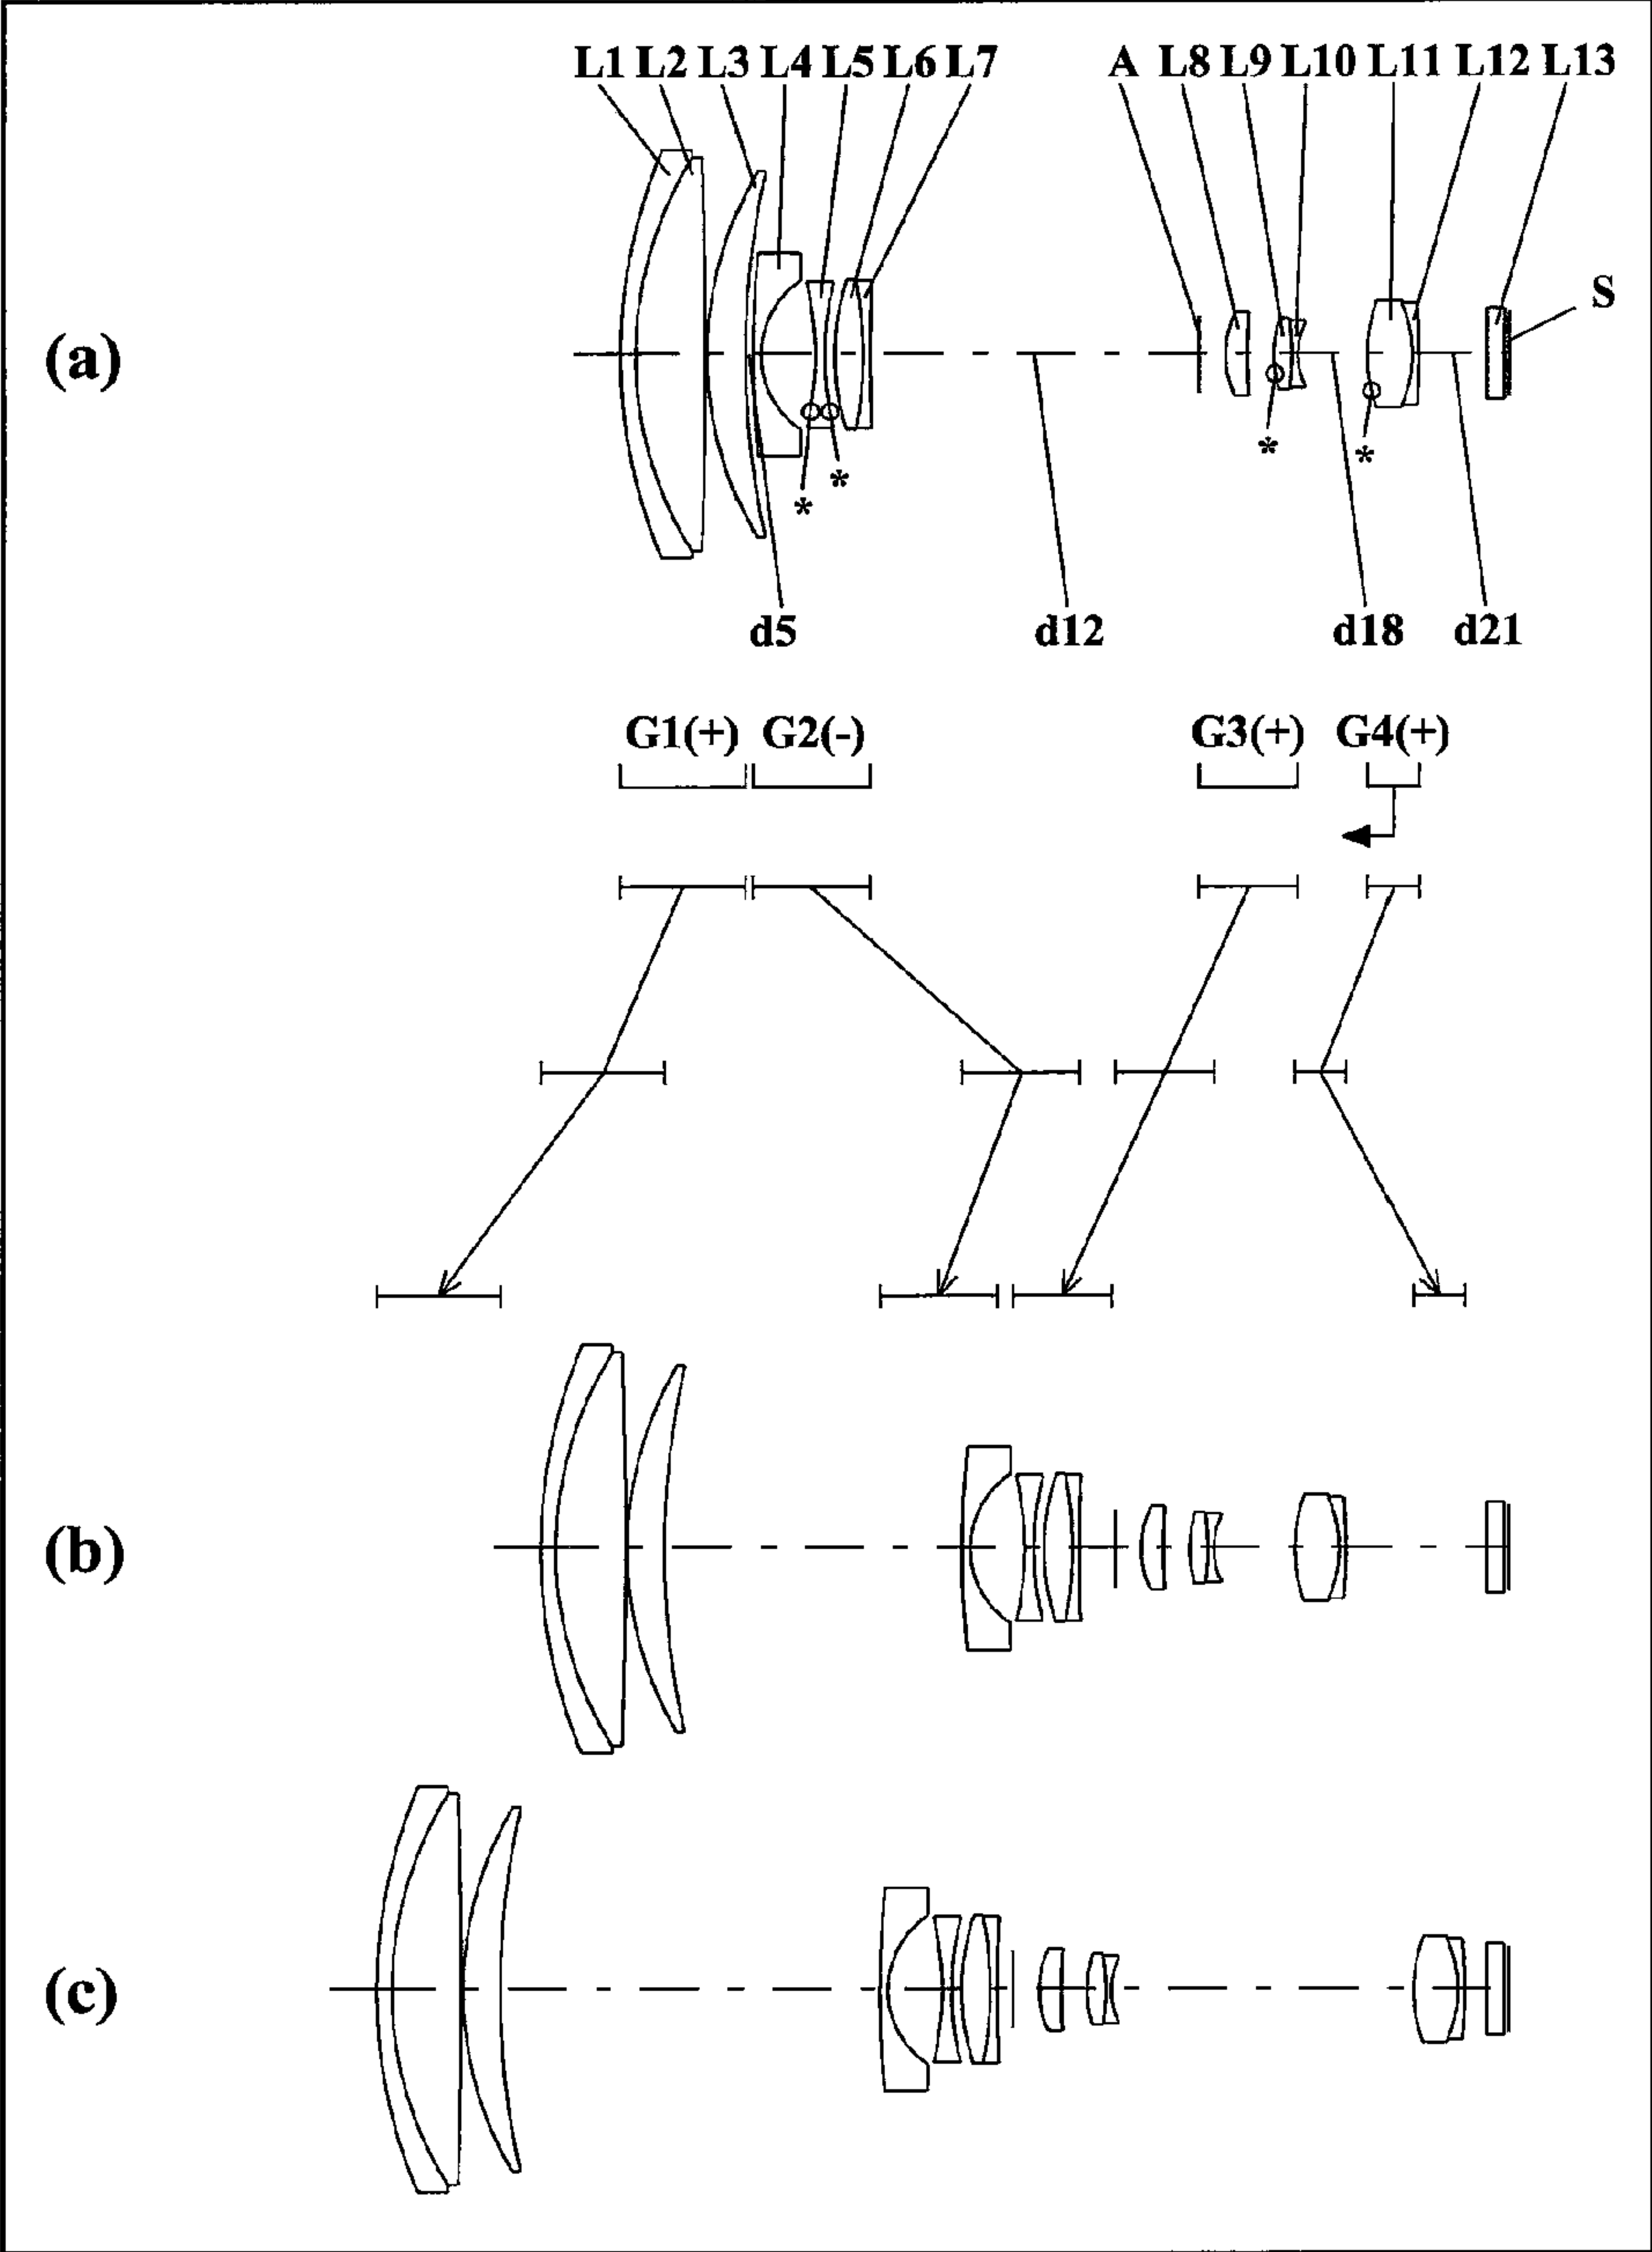 L1 L2 L3 L4 L5 L6 L7 A L8 L9 L10 L11 L12 L13
S
(a)
* * * *
d5 d12 d18 d21
G1(+) G2(-) G3(+) G4(+)
(b)
(c)